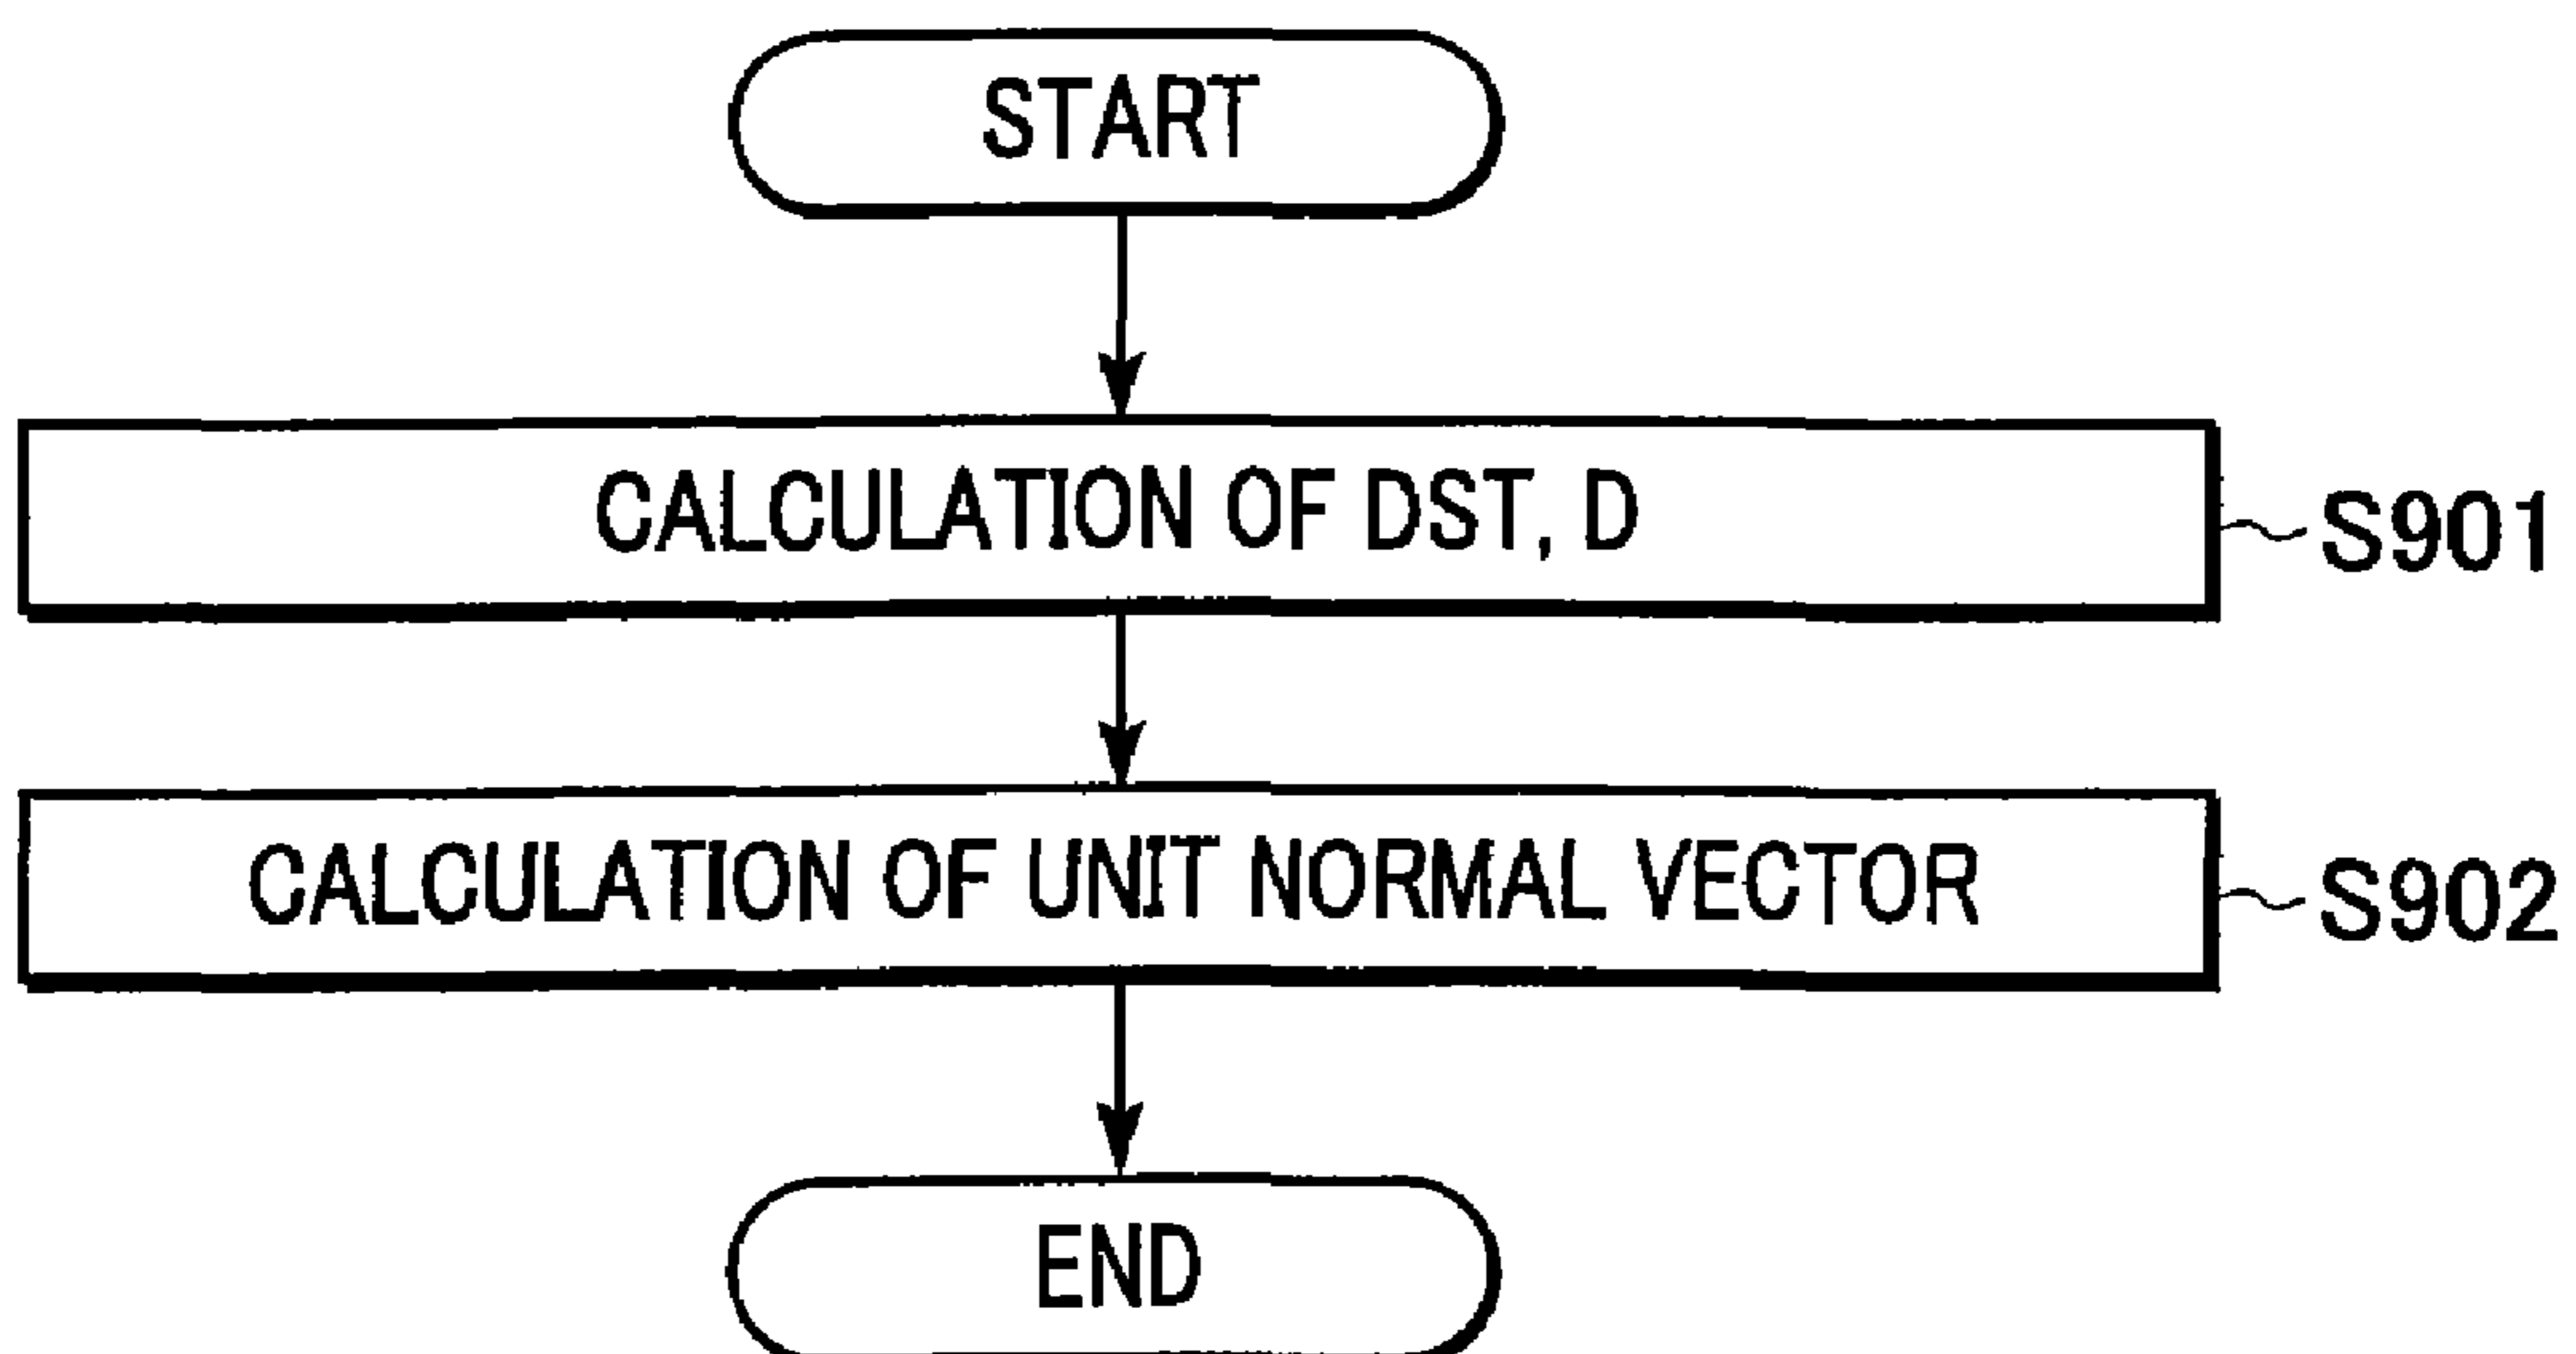 START
CALCULATION OF DST, D
S901
CALCULATION OF UNIT NORMAL VECTOR
S902
END